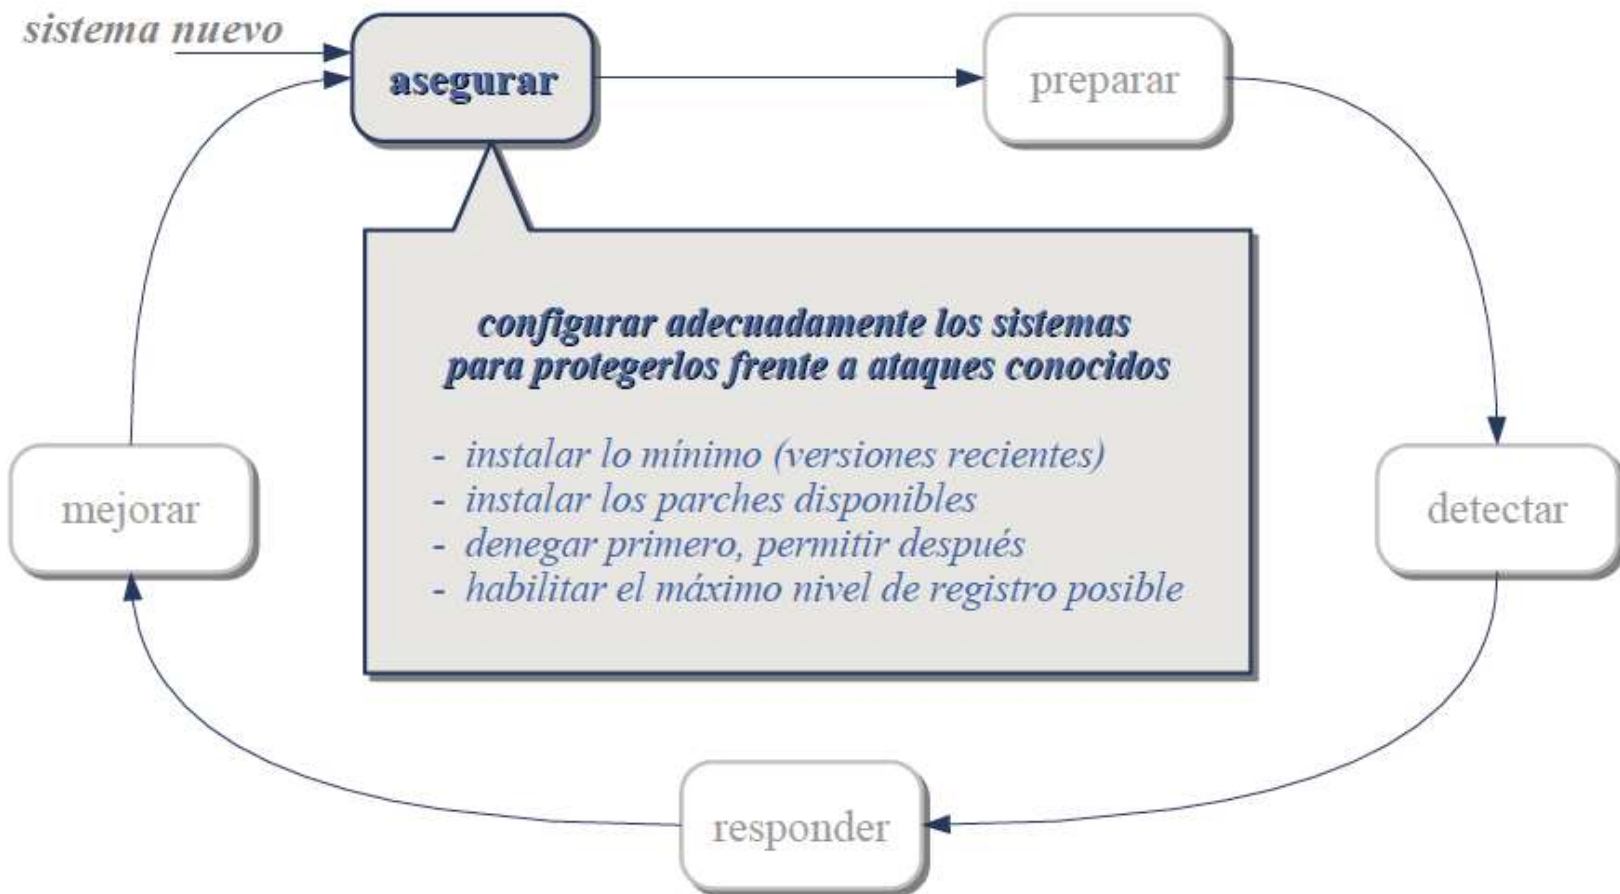 sistema nuevo
asegurar
preparar
configurar adecuadamente los sistemas
para protegerlos frente a ataques conocidos
- instalar lo mínimo (versiones recientes)
- instalar los parches disponibles
- denegar primero, permitir después
- habilitar el máximo nivel de registro posible
mejorar
detectar
responder